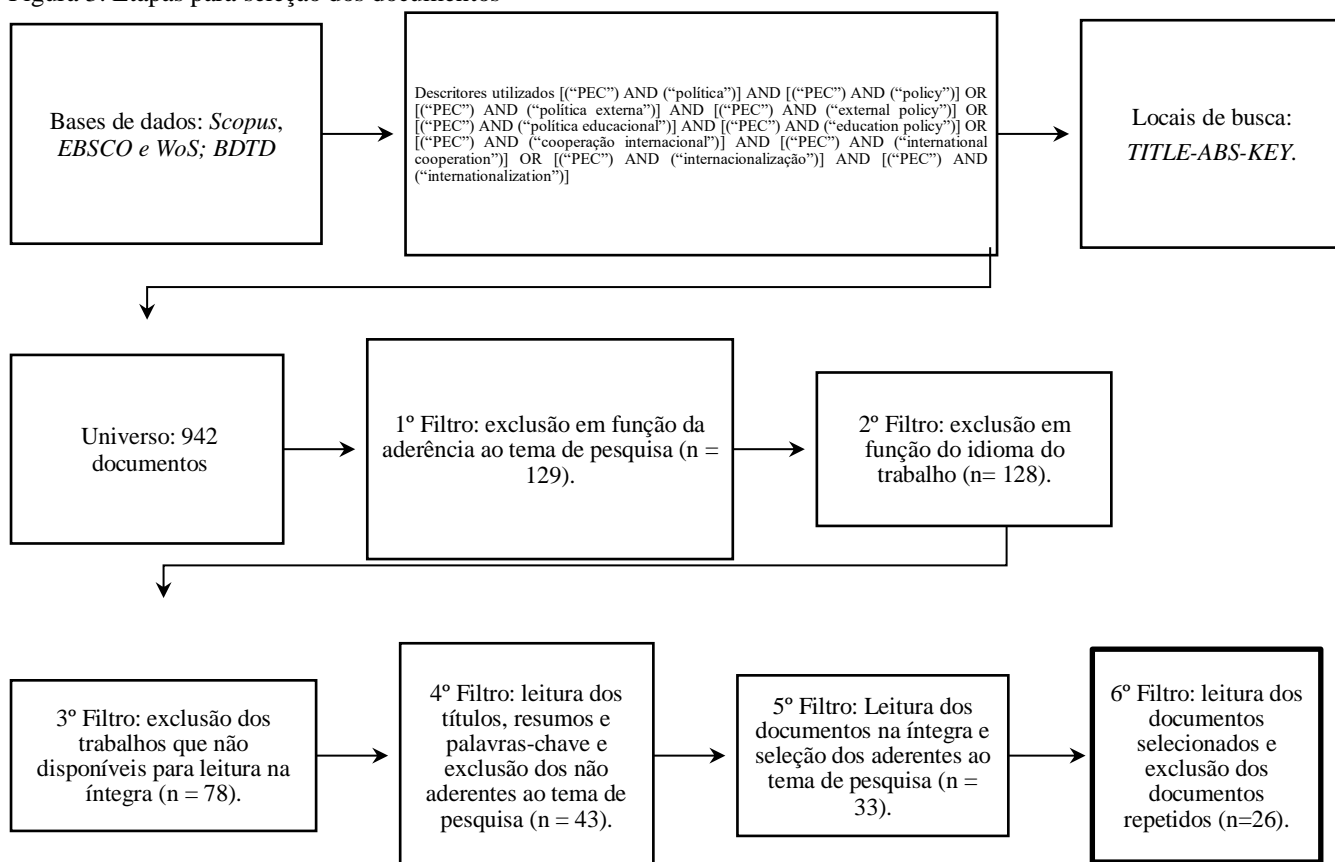 Figura 3: Etapas para seleção dos documentos
Bases de dados: Scopus,
EBSCO e WoS; BDTD
Descritores utilizados [(“PEC”) AND (“política”)] AND [(“PEC”) AND (“policy”)] OR
[(“PEC”) AND (“política externa”)] AND [(“PEC”) AND (“external policy”)] OR
[(“PEC”) AND (“política educacional”)] AND [(“PEC”) AND (“education policy”)] OR
[(“PEC”) AND (“cooperação internacional”)] AND [(“PEC”) AND (“international
cooperation”)] OR [(“PEC”) AND (“internacionalização”)] AND [(“PEC”) AND
(“internationalization”)]
Locais de busca:
TITLE-ABS-KEY.
Universo: 942
documentos
1º Filtro: exclusão em função da
aderência ao tema de pesquisa (n =
129).
2º Filtro: exclusão em
função do idioma do
trabalho (n= 128).
3º Filtro: exclusão dos
trabalhos que não
disponíveis para leitura na
íntegra (n = 78).
4º Filtro: leitura dos
títulos, resumos e
palavras-chave e
exclusão dos não
aderentes ao tema de
pesquisa (n = 43).
5º Filtro: Leitura dos
documentos na íntegra e
seleção dos aderentes ao
tema de pesquisa (n =
33).
6º Filtro: leitura dos
documentos
selecionados e
exclusão dos
documentos
repetidos (n=26).